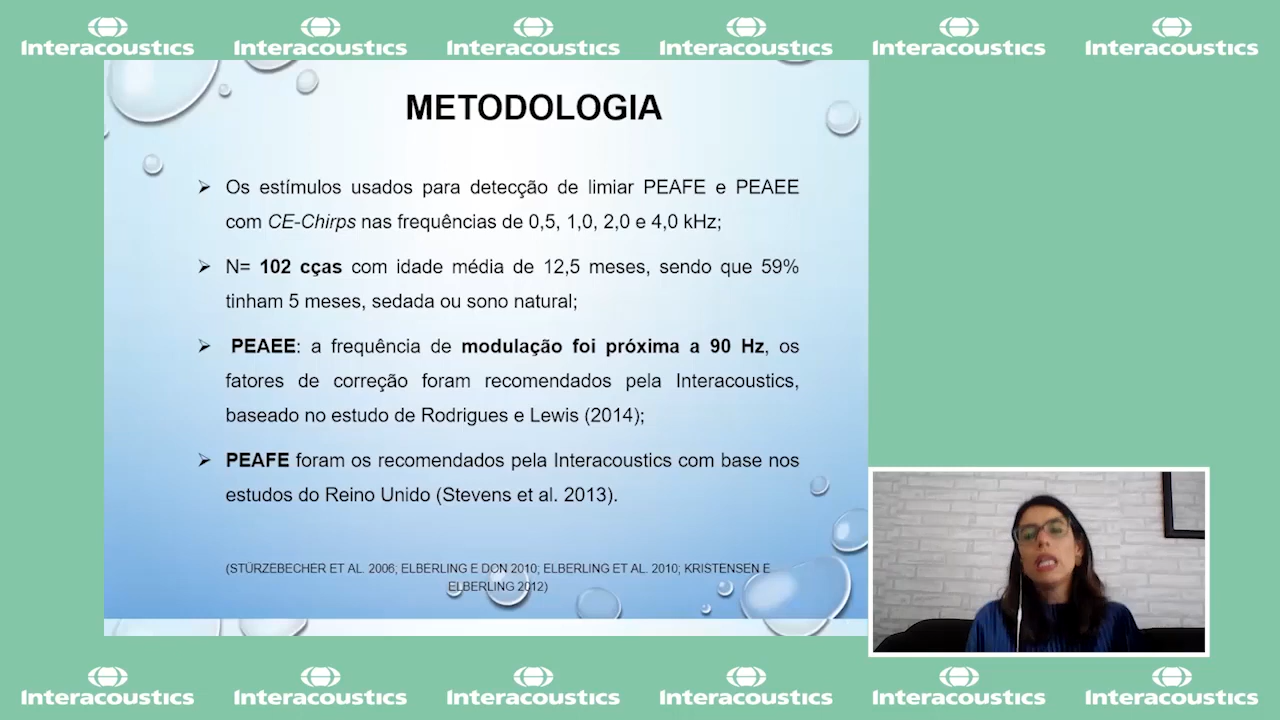 Interacoustics Interacoustics Interacoustics Interacoustics Interacoustics Interacoustics
METODOLOGIA
➢ Os estímulos usados para detecção de limiar PEAFE e PEAEE
com CE-Chirps nas frequências de 0,5, 1,0, 2,0 e 4,0 kHz;
➢ N= 102 cças com idade média de 12,5 meses, sendo que 59%
tinham 5 meses, sedada ou sono natural;
➢ PEAEE: a frequência de modulação foi próxima a 90 Hz, os
fatores de correção foram recomendados pela Interacoustics,
baseado no estudo de Rodrigues e Lewis (2014);
➢ PEAFE foram os recomendados pela Interacoustics com base nos
estudos do Reino Unido (Stevens et al. 2013).
(STÜRZEBECHER ET AL. 2006; ELBERLING E DON 2010; ELBERLING ET AL. 2010; KRISTENSEN E
ELBERLING 2012)
Interacoustics Interacoustics Interacoustics Interacoustics Interacoustics Interacoustics